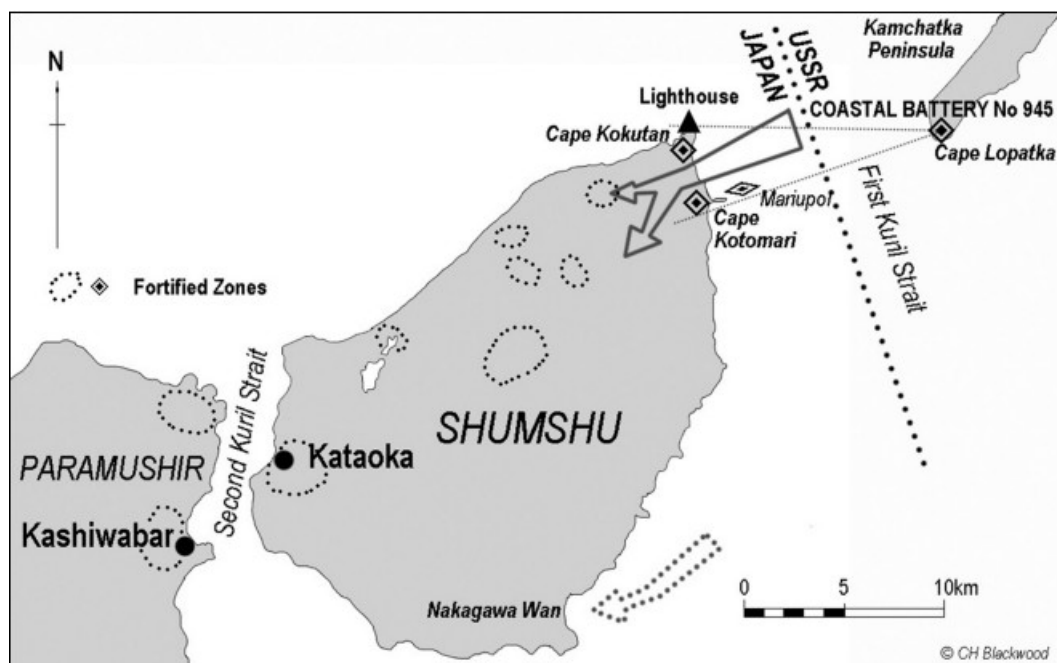 Kamchatka
Peninsula
N
USSR
JAPAN
Lighthouse
COASTAL BATTERY No 945
Cape Kokutan
Cape Lopatka
Mariupol
First Kuril Strait
Cape
Kotomari
Fortified Zones
SHUMSHU
Second Kuril Strait
Kataoka
PARAMUSHIR
Kashiwabar
0 5 10km
Nakagawa Wan
© CH Blackwood